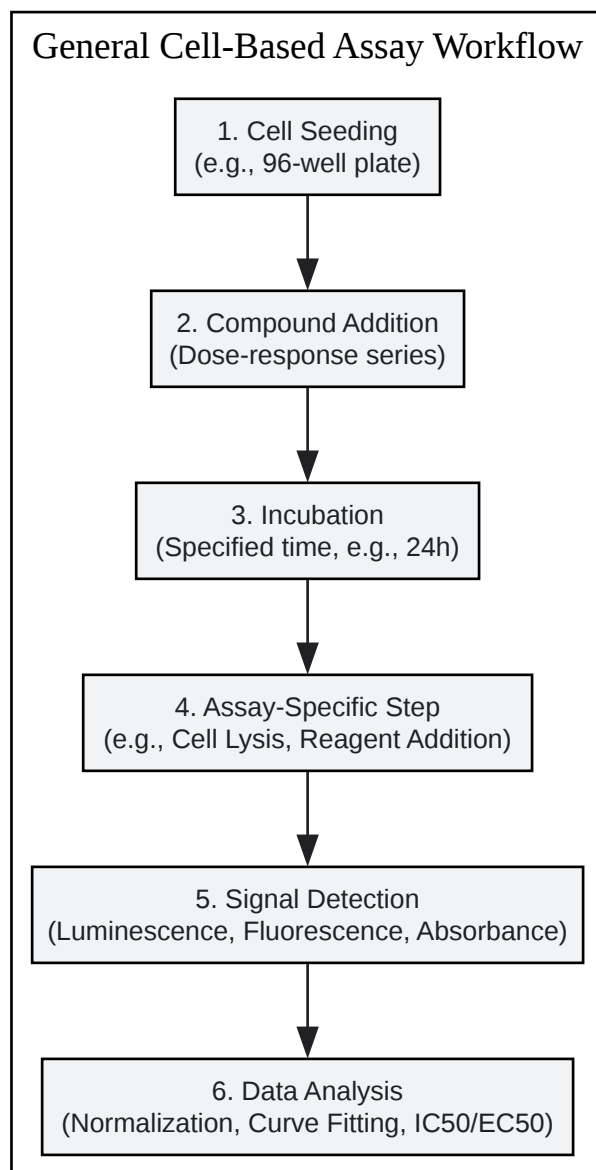 General Cell-Based Assay Workflow
1. Cell Seeding
(e.g., 96-well plate)
2. Compound Addition
(Dose-response series)
3. Incubation
(Specified time, e.g., 24h)
4. Assay-Specific Step
(e.g., Cell Lysis, Reagent Addition)
5. Signal Detection
(Luminescence, Fluorescence, Absorbance)
6. Data Analysis
(Normalization, Curve Fitting, IC50/EC50)